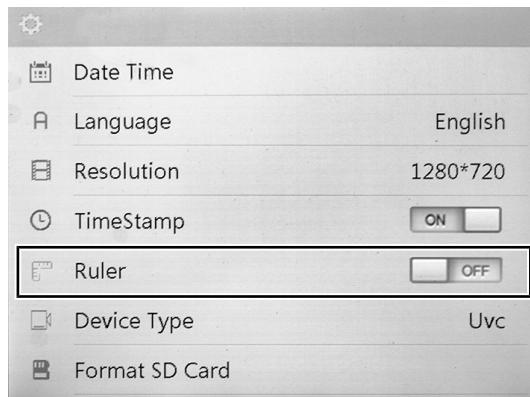 Date Time
Language English
Resolution 1280*720
TimeStamp ON
Ruler OFF
Device Type Uvc
Format SD Card